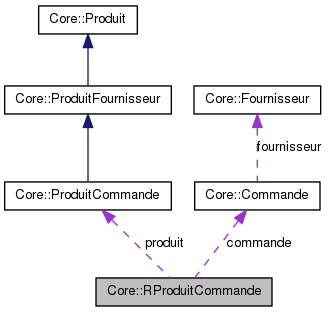 Core::Produit
Core::ProduitFournisseur
Core::Fournisseur
fournisseur
Core::ProduitCommande
Core::Commande
produit
commande
Core::RProduitCommande